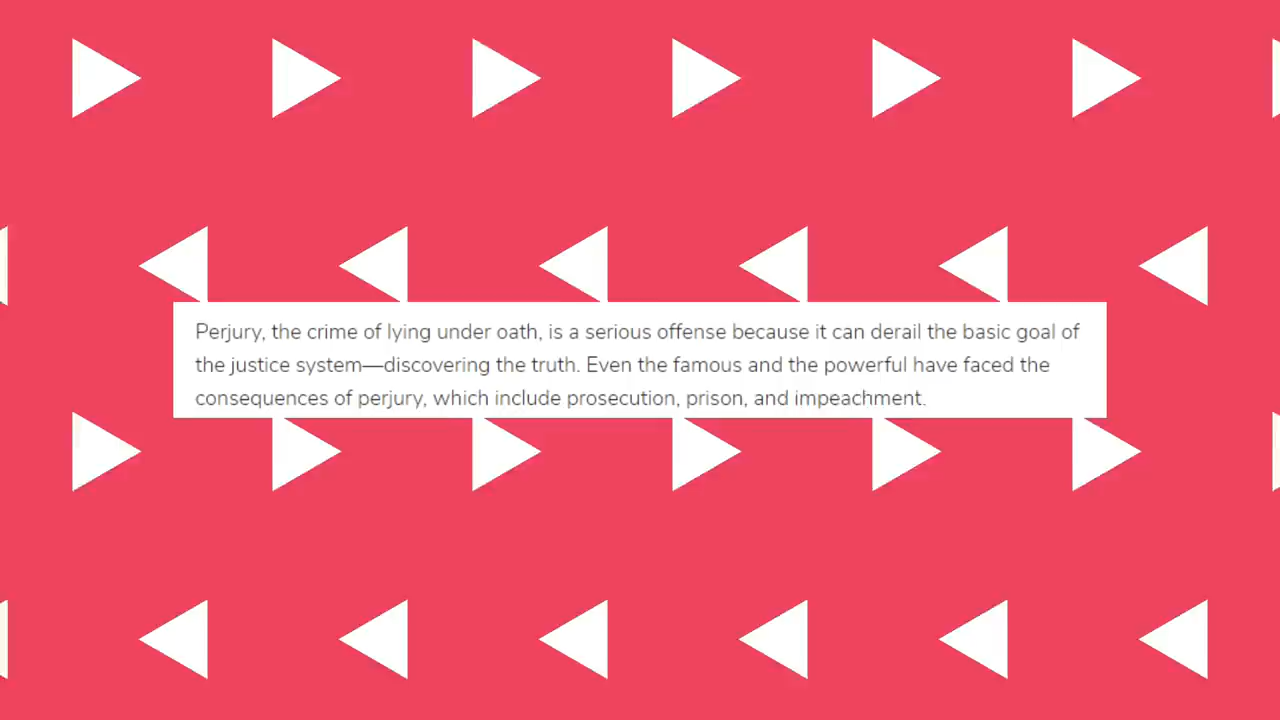 Perjury, the crime of lying under oath, is a serious offense because it can derail the basic goal of
the justice system—discovering the truth. Even the famous and the powerful have faced the
consequences of perjury, which include prosecution, prison, and impeachment.